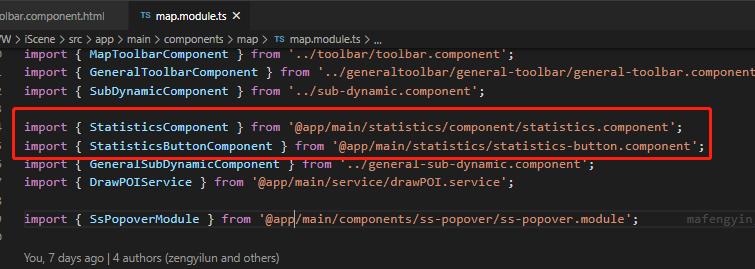 olbar.component.html TS map.module.ts ×
W > iScene > src > app > main > components > map > TS map.module.ts > ...
import { MapToolbarComponent } from '../toolbar/toolbar.component';
import { GeneralToolbarComponent } from '../generaltoolbar/general-toolbar/general-toolbar.component
import { SubDynamicComponent } from '../sub-dynamic.component';
import { StatisticsComponent } from '@app/main/statistics/component/statistics.component';
import { StatisticsButtonComponent } from '@app/main/statistics/statistics-button.component';
import { GeneralSubDynamicComponent } from '../general-sub-dynamic.component';
import { DrawPOIService } from '@app/main/service/drawPOI.service';
import { SsPopoverModule } from '@app/main/components/ss-popover/ss-popover.module'; mafengyin
You, 7 days ago | 4 authors (zengyilun and others)